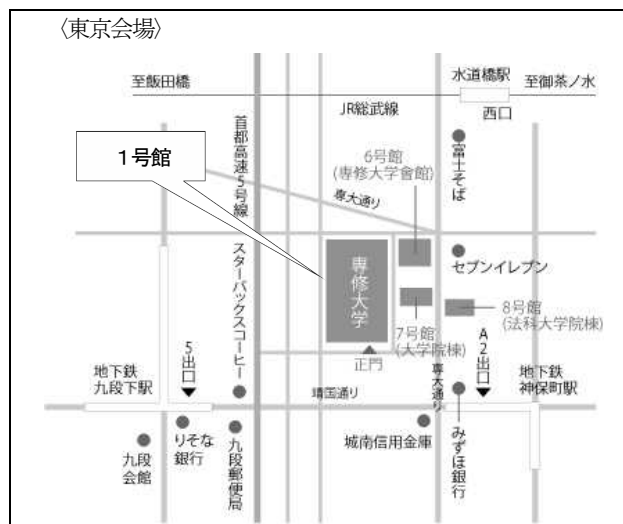 〈東京会場〉
至飯田橋
水道橋駅
至御茶ノ水
JR総武線
西口
首都高速5号線
1号館
6号館
(専修大学會館)
富士そば
専大通り
スターバックスコーヒー
専修大学
セブンイレブン
7号館
(大学院棟)
8号館
(法科大学院棟)
正門
専大通り
A2出口
5出口
地下鉄
九段下駅
靖国通り
地下鉄
神保町駅
りそな
銀行
九段
会館
九段郵便局
城南信用金庫
みずほ銀行